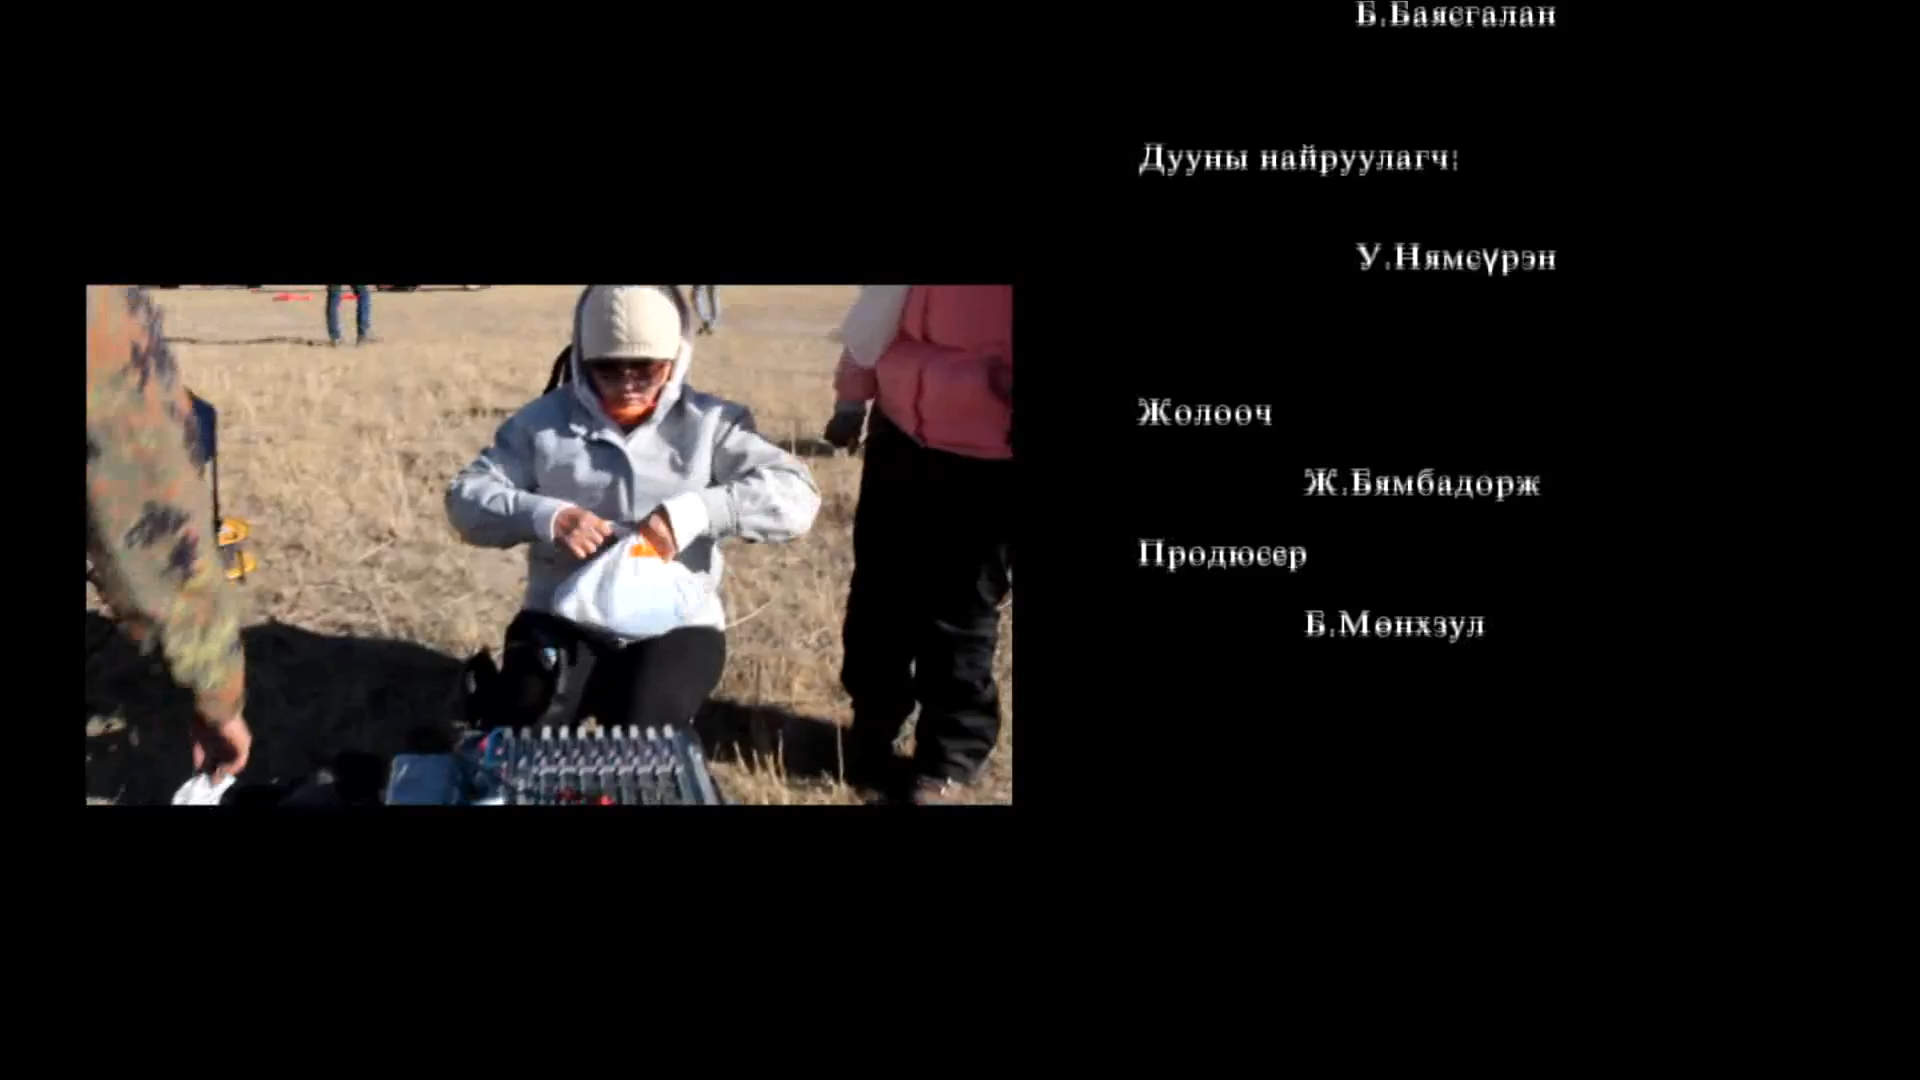 Б.Баясгалан
Дууны найруулагч:
У.Нямсүрэн
Жолооч
Ж.Бямбадорж
Продюсер
Б.Мөнхзул